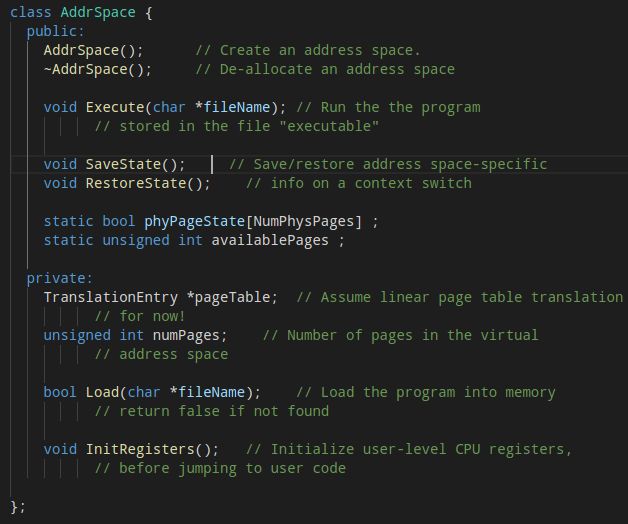 class AddrSpace {
public:
AddrSpace(); // Create an address space.
~AddrSpace(); // De-allocate an address space
void Execute(char *fileName); // Run the the program
// stored in the file "executable"
void SaveState(); // Save/restore address space-specific
void RestoreState(); // info on a context switch
static bool phyPageState[NumPhysPages] ;
static unsigned int availablePages ;
private:
TranslationEntry *pageTable; // Assume linear page table translation
// for now!
unsigned int numPages; // Number of pages in the virtual
// address space
bool Load(char *fileName); // Load the program into memory
// return false if not found
void InitRegisters(); // Initialize user-level CPU registers,
// before jumping to user code
};